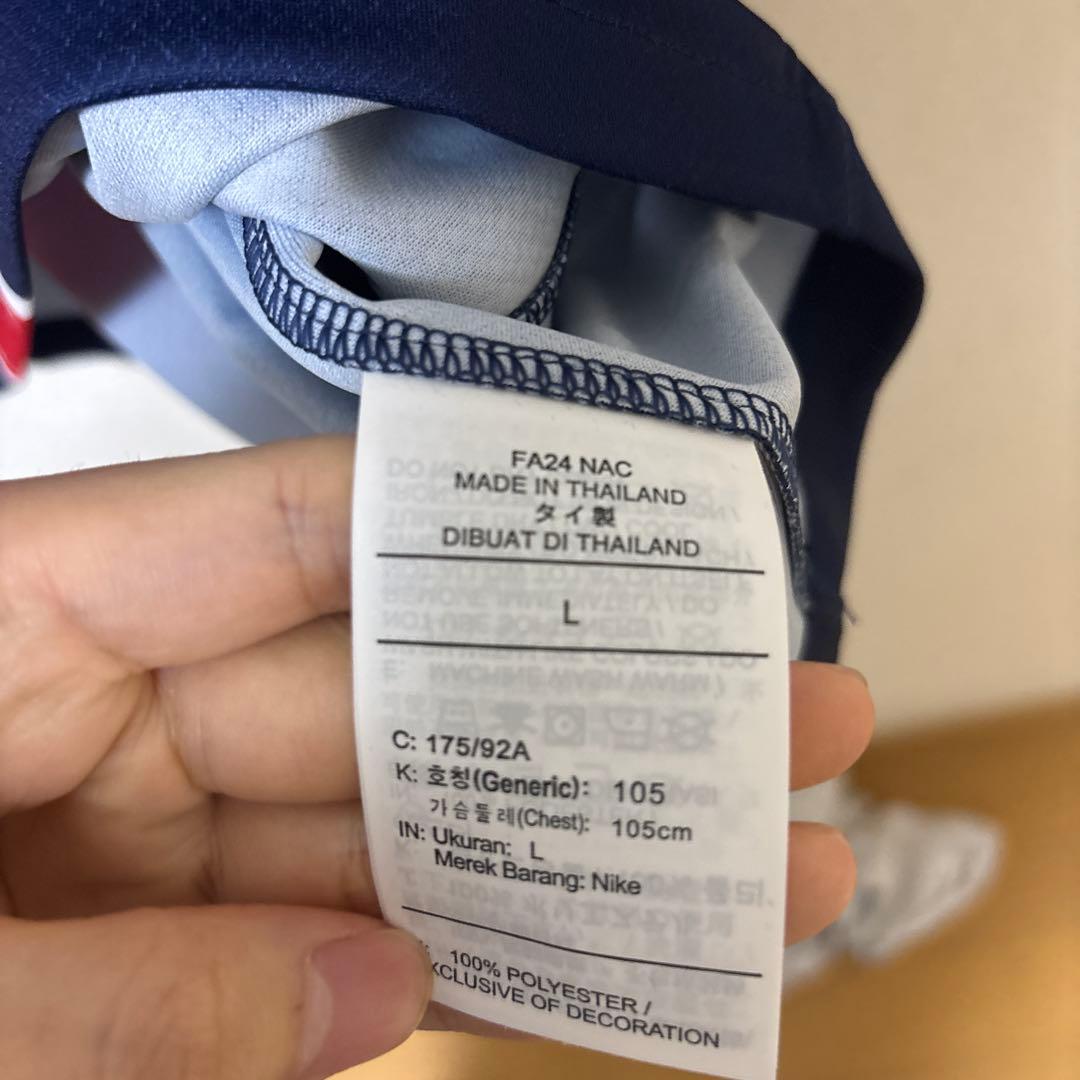 FA24 NAC
MADE IN THAILAND
タイ製
DIBUAT DI THAILAND
L
C: 175/92A
K: 호칭(Generic): 105
가슴둘레(Chest): 105cm
IN: Ukuran: L
Merek Barang: Nike
100% POLYESTER /
XCLUSIVE OF DECORATION